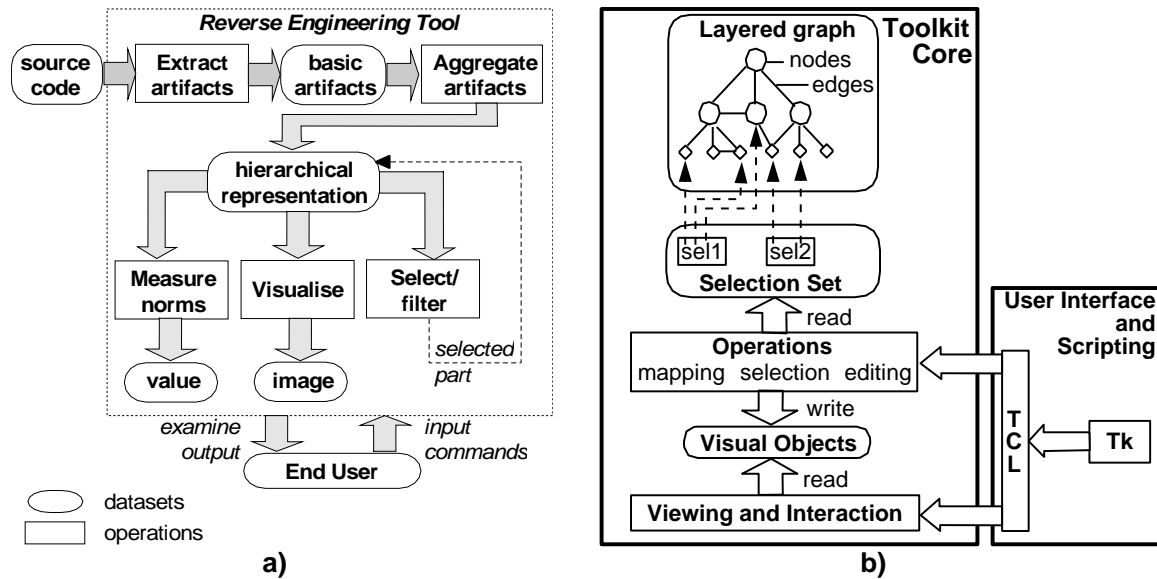 Reverse Engineering Tool
source
code
Extract
artifacts
basic
artifacts
Aggregate
artifacts
hierarchical
representation
Measure
norms
Visualise
Select/
filter
selected
part
value
image
examine
output
input
commands
End User
datasets
operations
a)
Layered graph
nodes
edges
Toolkit
Core
sel1
sel2
Selection Set
read
Operations
mapping selection editing
write
Visual Objects
read
Viewing and Interaction
User Interface
and
Scripting
T
C
L
Tk
b)